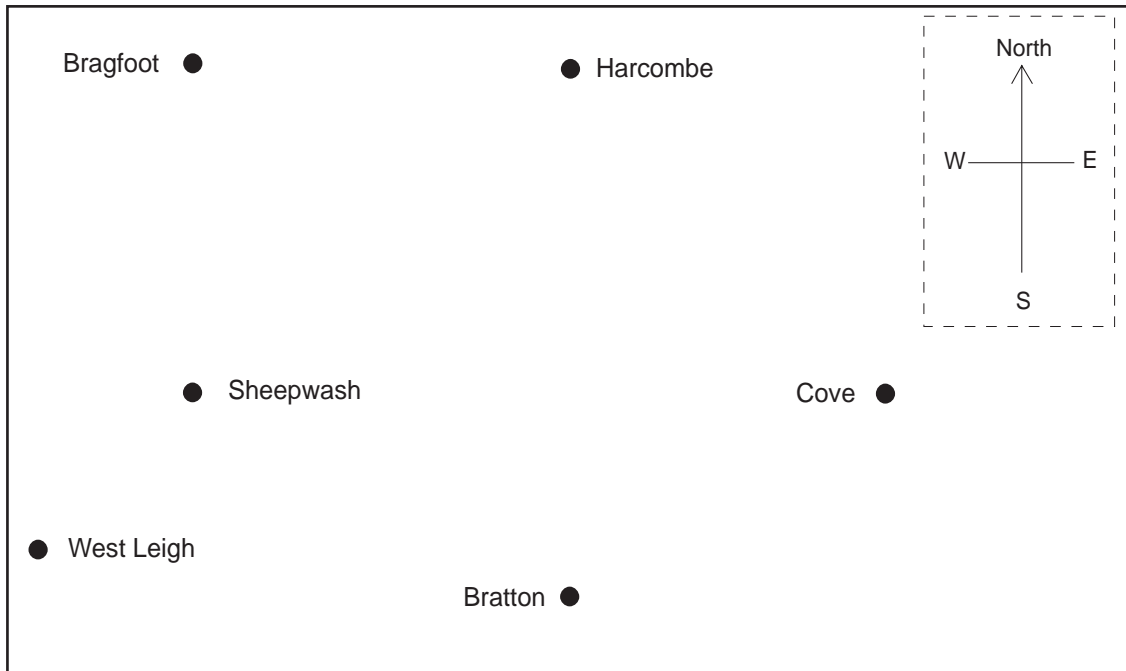 North
Bragfoot
Harcombe
W
E
S
Sheepwash
Cove
West Leigh
Bratton